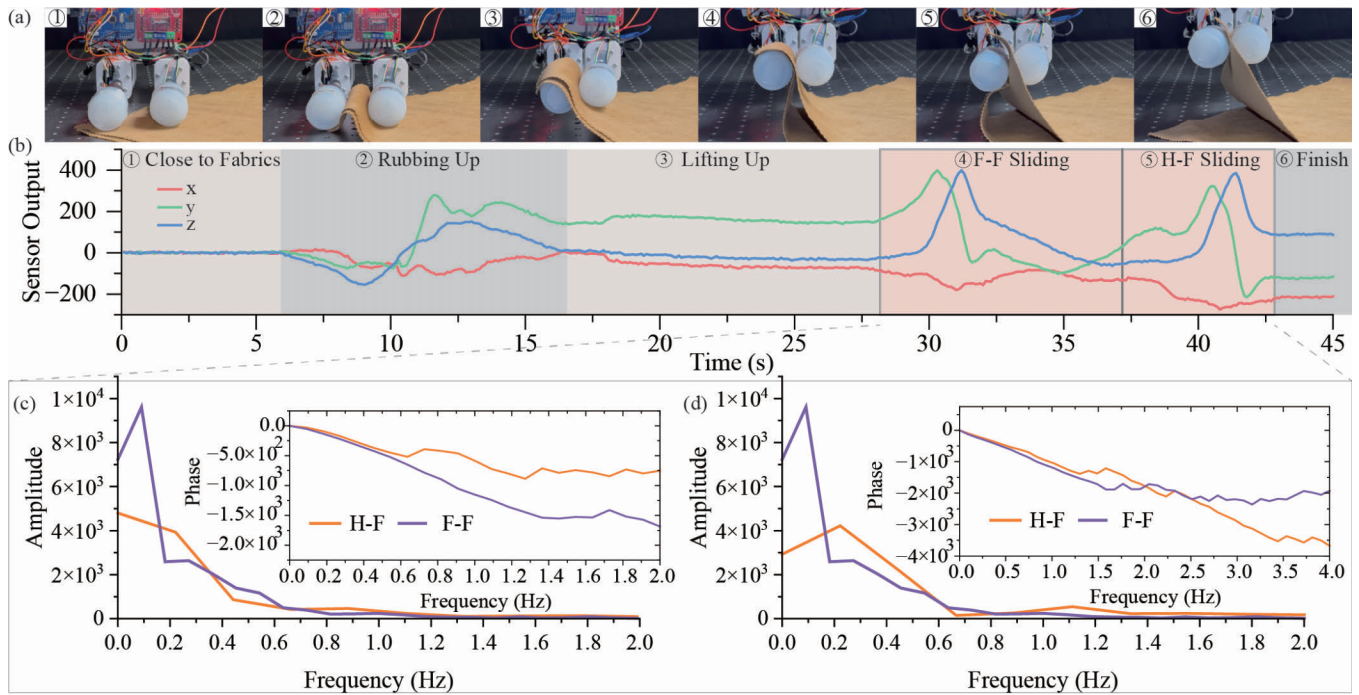 (a) ① ② ③ ④ ⑤ ⑥
(b) ① Close to Fabrics ② Rubbing Up ③ Lifting Up ④ F-F Sliding ⑤ H-F Sliding ⑥ Finish
Sensor Output
400
200
0
−200
x
y
z
0 5 10 15 20 25 30 35 40 45
Time (s)
(c)
Amplitude
1×10⁴
8×10³
6×10³
4×10³
2×10³
0
0.0 0.2 0.4 0.6 0.8 1.0 1.2 1.4 1.6 1.8 2.0
Frequency (Hz)
Phase
0.0
−5.0×10²
−1.0×10³
−1.5×10³
−2.0×10³
H-F F-F
0.0 0.2 0.4 0.6 0.8 1.0 1.2 1.4 1.6 1.8 2.0
Frequency (Hz)
(d)
Amplitude
1×10⁴
8×10³
6×10³
4×10³
2×10³
0
0.0 0.2 0.4 0.6 0.8 1.0 1.2 1.4 1.6 1.8 2.0
Frequency (Hz)
Phase
0
−1×10³
−2×10³
−3×10³
−4×10³
H-F F-F
0.0 0.5 1.0 1.5 2.0 2.5 3.0 3.5 4.0
Frequency (Hz)